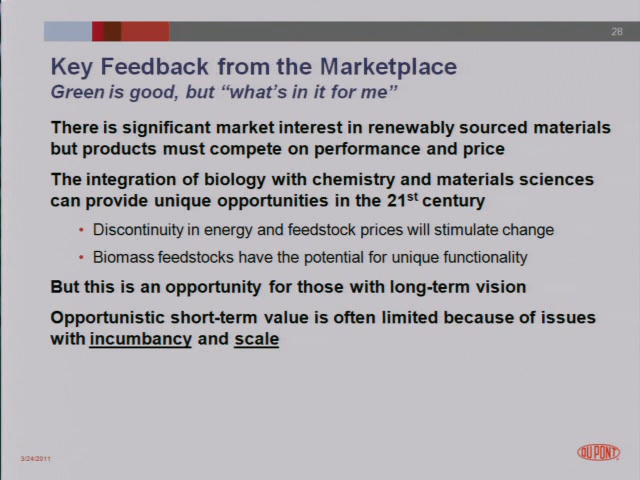 28
Key Feedback from the Marketplace
Green is good, but “what’s in it for me”
There is significant market interest in renewably sourced materials
but products must compete on performance and price
The integration of biology with chemistry and materials sciences
can provide unique opportunities in the 21st century
• Discontinuity in energy and feedstock prices will stimulate change
• Biomass feedstocks have the potential for unique functionality
But this is an opportunity for those with long-term vision
Opportunistic short-term value is often limited because of issues
with incumbency and scale
3/24/2011
DUPONT